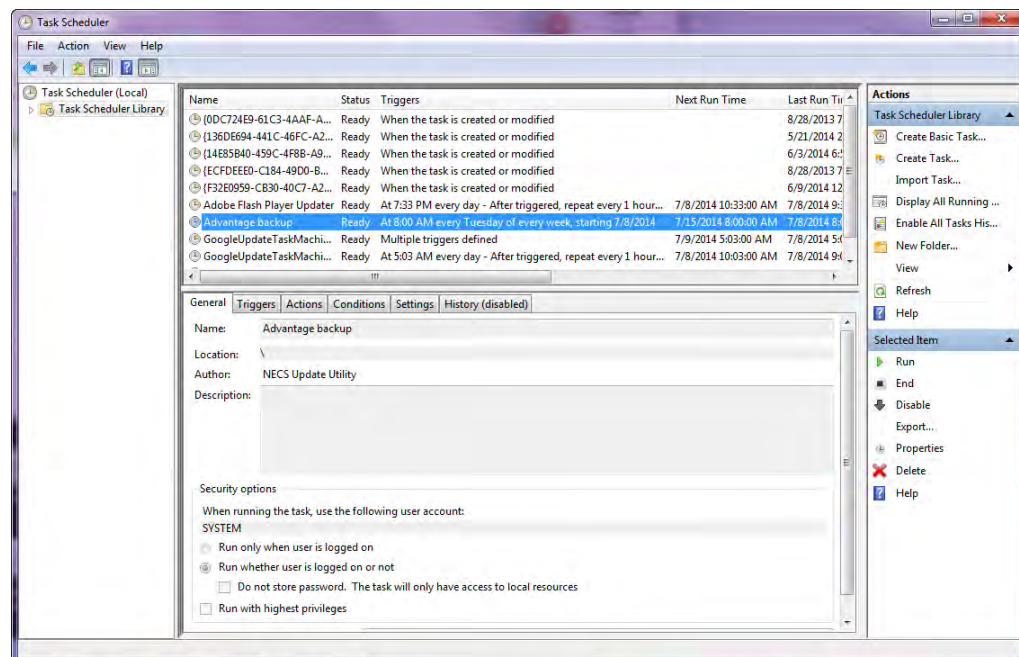 Task Scheduler
File Action View Help
Task Scheduler (Local)
Task Scheduler Library
Name Status Triggers Next Run Time Last Run Tir
{0DC724E9-61C3-4AAF-A... Ready When the task is created or modified 8/28/2013 7
{136DE694-441C-46FC-A2... Ready When the task is created or modified 5/21/2014 2
{14E85B40-459C-4F8B-A9... Ready When the task is created or modified 6/3/2014 6:5
{ECFDEEE0-C184-49D0-B... Ready When the task is created or modified 8/28/2013 7
{F32E0959-CB30-40C7-A2... Ready When the task is created or modified 6/9/2014 12
Adobe Flash Player Updater Ready At 7:33 PM every day - After triggered, repeat every 1 hour... 7/8/2014 10:33:00 AM 7/8/2014 9:3
Advantage backup Ready At 8:00 AM every Tuesday of every week, starting 7/8/2014 7/15/2014 8:00:00 AM 7/8/2014 8:0
GoogleUpdateTaskMachi... Ready Multiple triggers defined 7/9/2014 5:03:00 AM 7/8/2014 5:0
GoogleUpdateTaskMachi... Ready At 5:03 AM every day - After triggered, repeat every 1 hour... 7/8/2014 10:03:00 AM 7/8/2014 9:0
General Triggers Actions Conditions Settings History (disabled)
Name: Advantage backup
Location: \
Author: NECS Update Utility
Description:
Security options
When running the task, use the following user account:
SYSTEM
Run only when user is logged on
Run whether user is logged on or not
Do not store password. The task will only have access to local resources
Run with highest privileges
Actions
Task Scheduler Library
Create Basic Task...
Create Task...
Import Task...
Display All Running ...
Enable All Tasks His...
New Folder...
View
Refresh
Help
Selected Item
Run
End
Disable
Export...
Properties
Delete
Help